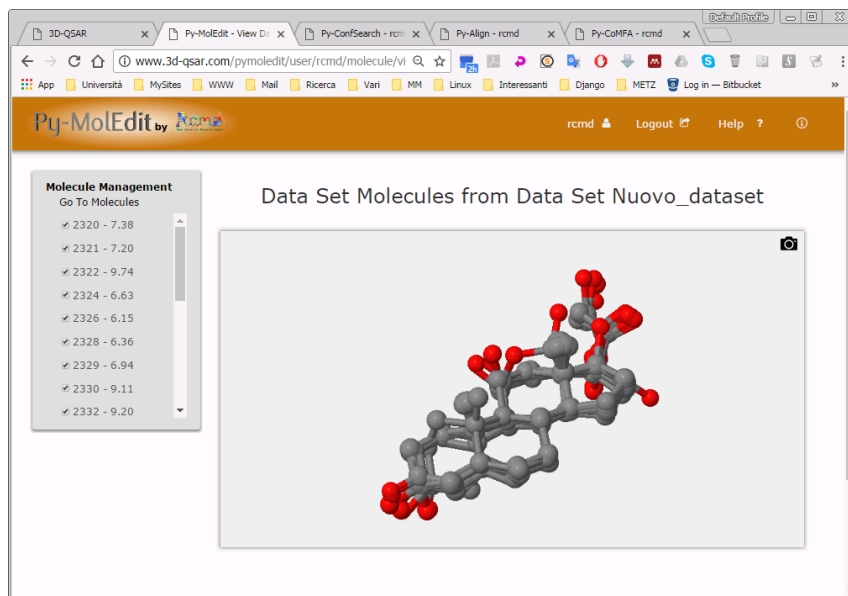 Default Profile
3D-QSAR
Py-MolEdit - View Da
Py-ConfSearch - rcm
Py-Align - rcmd
Py-CoMFA - rcmd
www.3d-qsar.com/pymoledit/user/rcmd/molecule/vi
2h
App Università MySites WWW Mail Ricerca Vari MM Linux Interessanti Django METZ Log in — Bitbucket »
Py-MolEdit by Rcmd
rcmd Logout Help ?
Molecule Management
Go To Molecules
2320 - 7.38
2321 - 7.20
2322 - 9.74
2324 - 6.63
2326 - 6.15
2328 - 6.36
2329 - 6.94
2330 - 9.11
2332 - 9.20
Data Set Molecules from Data Set Nuovo_dataset